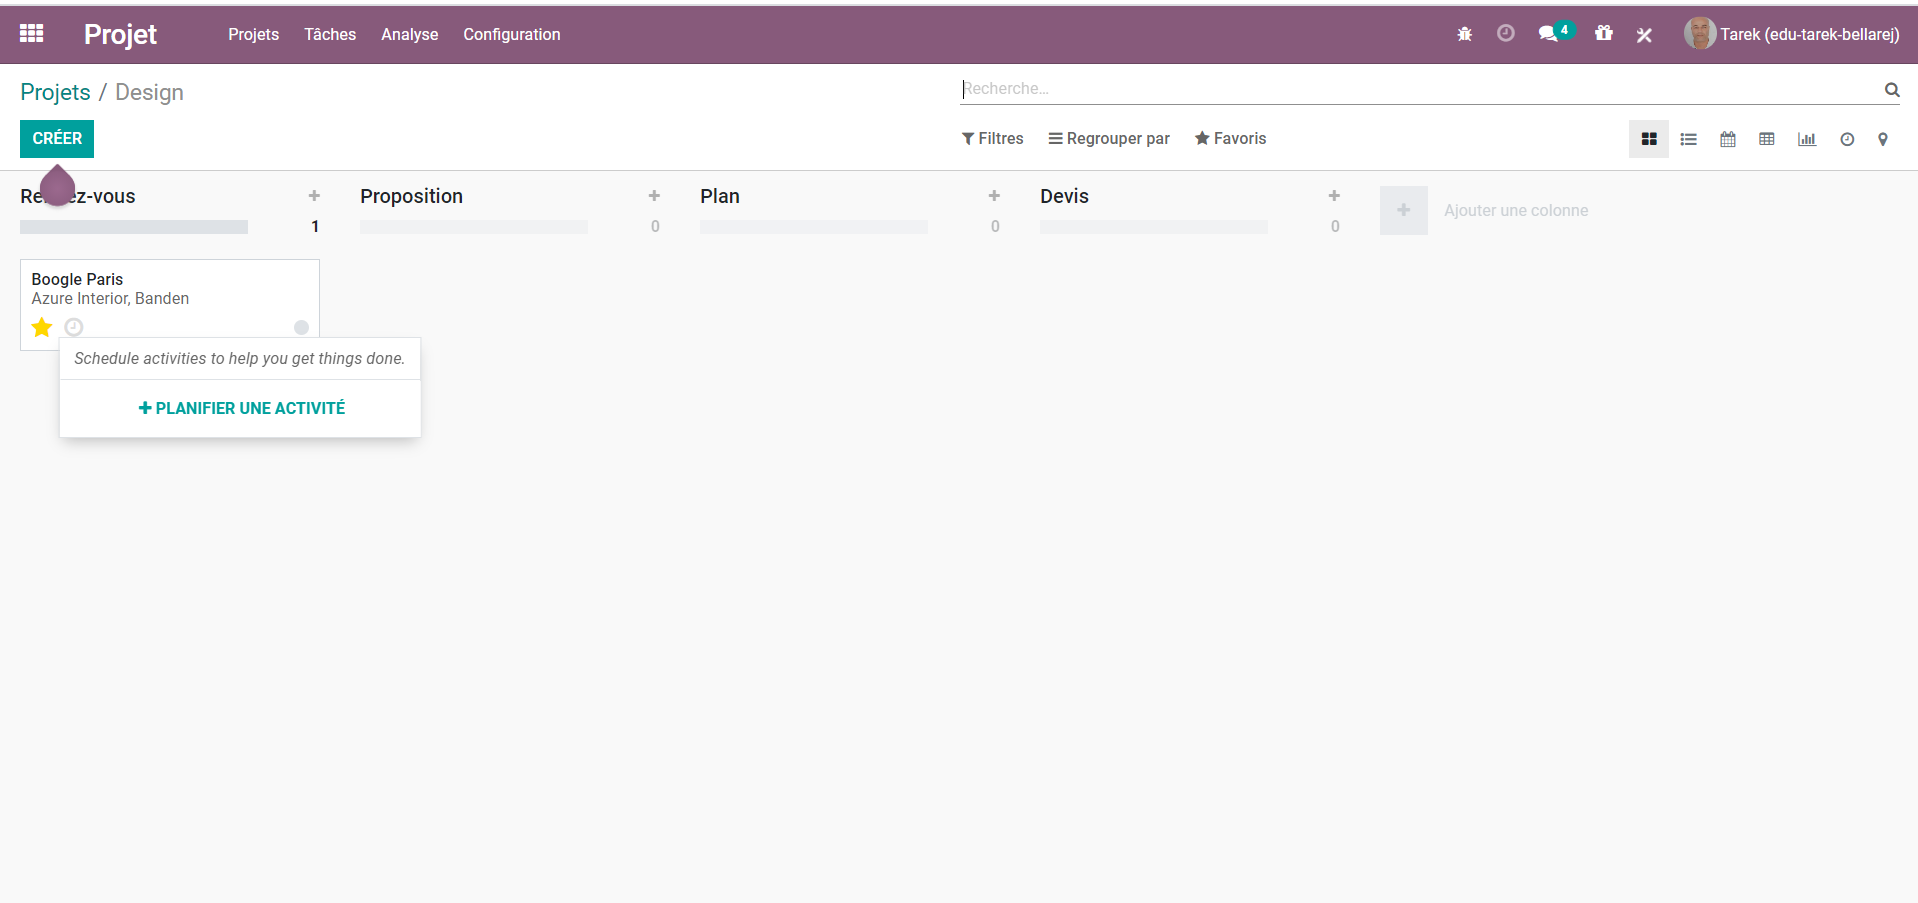 Projet Projets Tâches Analyse Configuration 4 Tarek (edu-tarek-bellarej)
Projets / Design
Recherche...
CRÉER
Filtres Regrouper par Favoris
Proposition Plan Devis
Ajouter une colonne
1 0 0 0
Boogle Paris
Azure Interior, Banden
Schedule activities to help you get things done.
PLANIFIER UNE ACTIVITÉ